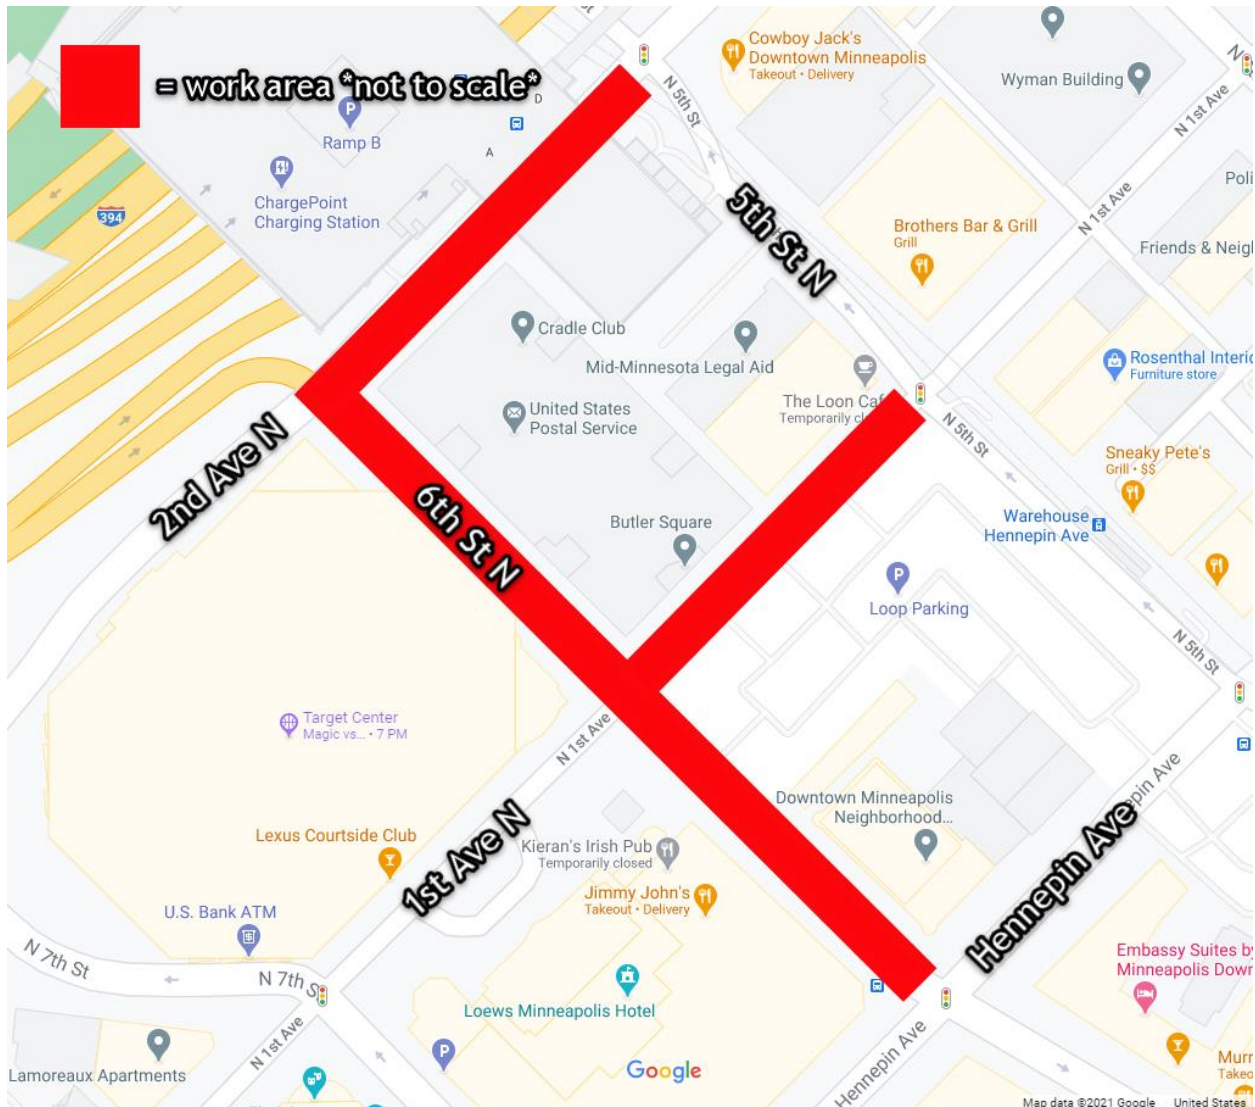 = work area *not to scale*
D
Ramp B
A
ChargePoint
Charging Station
394
Cowboy Jack's
Downtown Minneapolis
Takeout • Delivery
Wyman Building
N 5th St
N 1st Ave
N 1st Ave
5th St N
Brothers Bar & Grill
Grill
Friends & Neigh
Cradle Club
Mid-Minnesota Legal Aid
Rosenthal Interio
Furniture store
The Loon Caf
Temporarily cl
United States
Postal Service
N 5th St
2nd Ave N
6th St N
Sneaky Pete's
Grill • $$
Butler Square
Warehouse
Hennepin Ave
Loop Parking
N 5th St
Target Center
Magic vs... • 7 PM
N 1st Ave
Downtown Minneapolis
Neighborhood...
Lexus Courtside Club
1st Ave N
Kieran's Irish Pub
Temporarily closed
Hennepin Ave
Jimmy John's
Takeout • Delivery
U.S. Bank ATM
N 7th St
N 7th S
Embassy Suites by
Minneapolis Down
Loews Minneapolis Hotel
N 1st Ave
Hennepin Ave
Lamoreaux Apartments
Google
Murr
Takeo
Map data ©2021 Google
United States